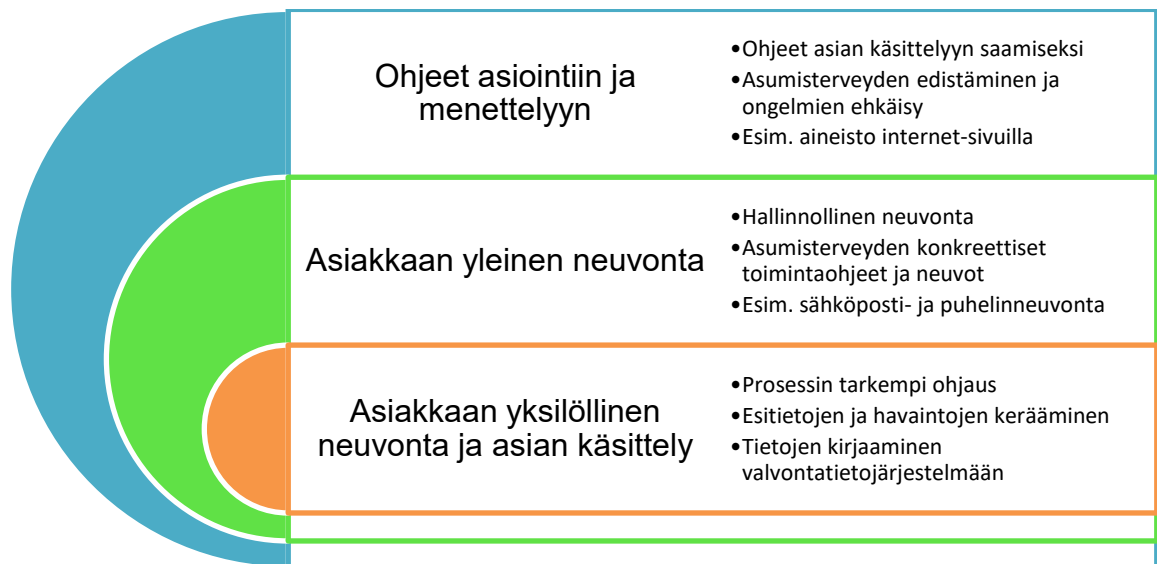 Ohjeet asiointiin ja
menettelyyn
•Ohjeet asian käsittelyyn saamiseksi
•Asumisterveyden edistäminen ja
ongelmien ehkäisy
•Esim. aineisto internet-sivuilla
Asiakkaan yleinen neuvonta
•Hallinnollinen neuvonta
•Asumisterveyden konkreettiset
toimintaohjeet ja neuvot
•Esim. sähköposti- ja puhelinneuvonta
Asiakkaan yksilöllinen
neuvonta ja asian käsittely
•Prosessin tarkempi ohjaus
•Esitietojen ja havaintojen kerääminen
•Tietojen kirjaaminen
valvontatietojärjestelmään